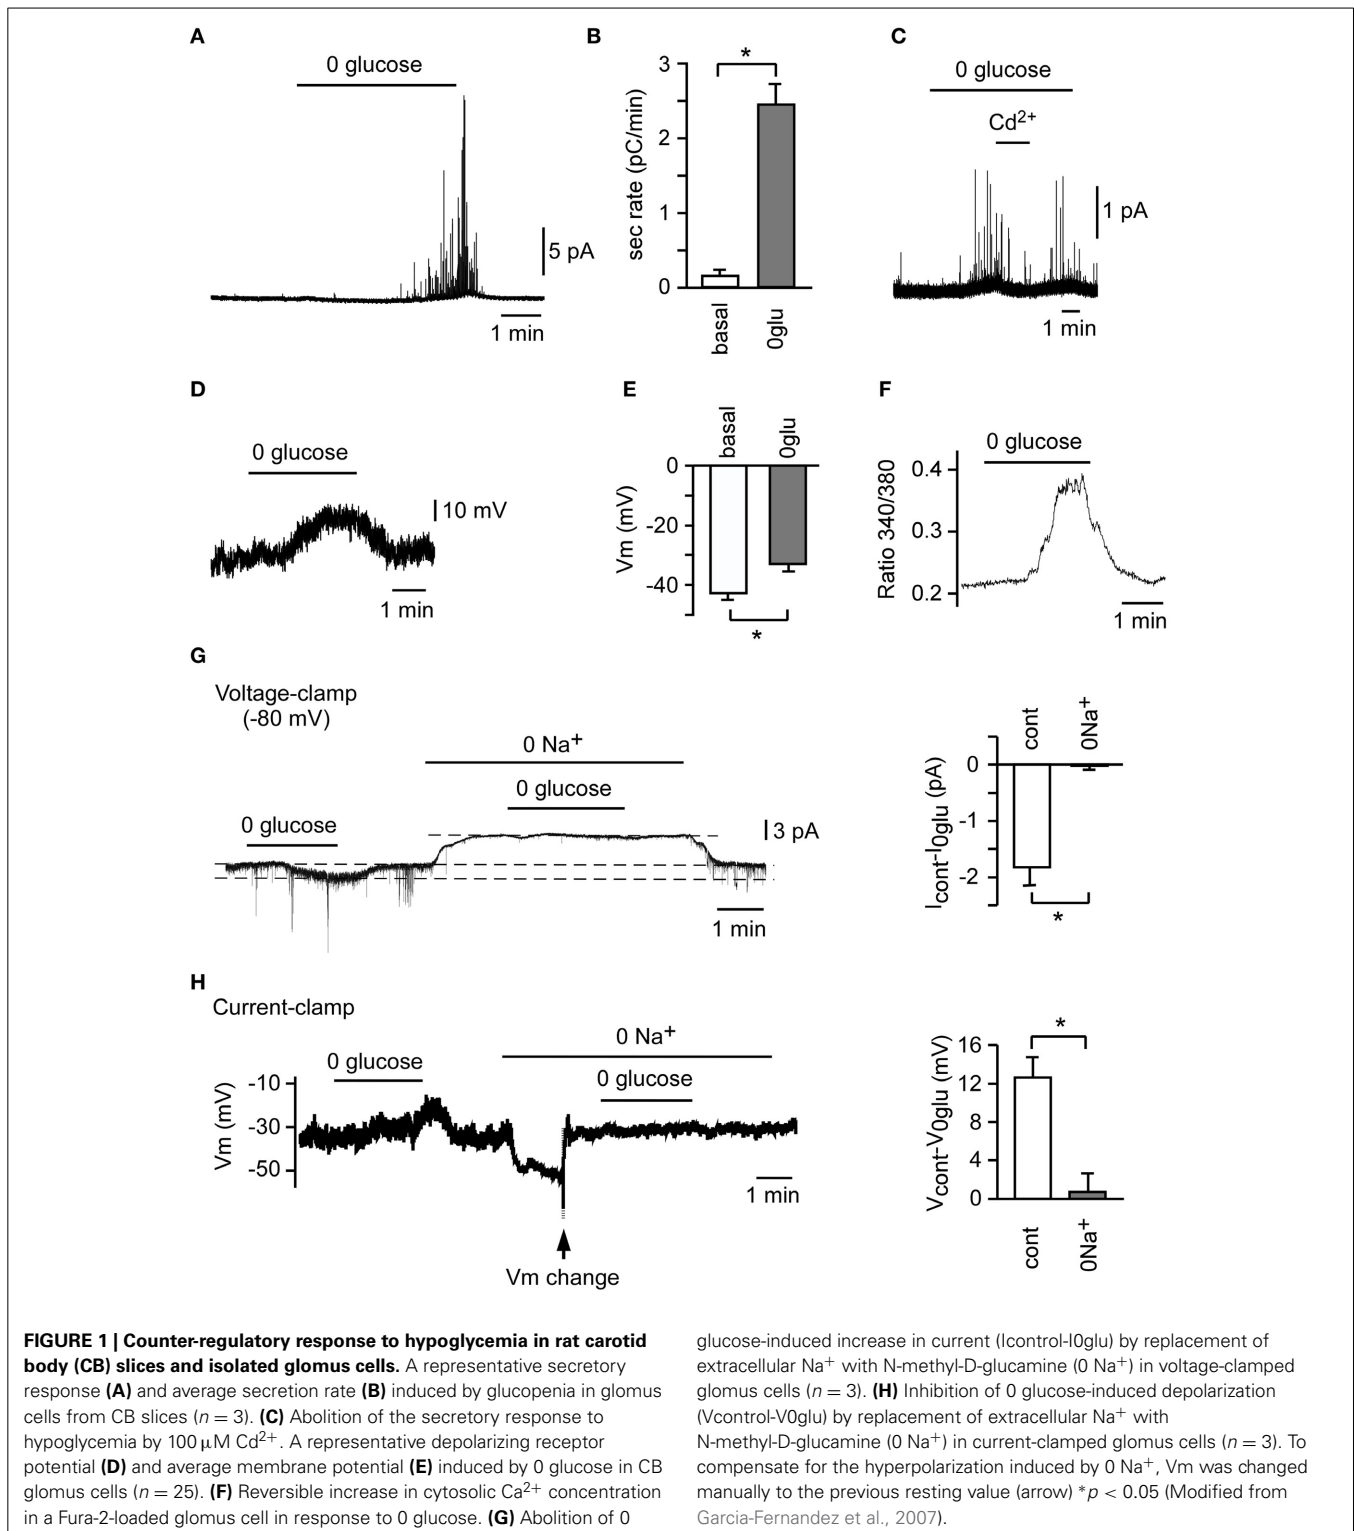 A
0 glucose
5 pA
1 min
B
*
sec rate (pC/min)
3
2
1
0
basal
0glu
C
0 glucose
Cd2+
1 pA
1 min
D
0 glucose
10 mV
1 min
E
basal
0glu
Vm (mV)
0
-20
-40
*
F
0 glucose
Ratio 340/380
0.4
0.3
0.2
1 min
G
Voltage-clamp
(-80 mV)
0 Na+
0 glucose
0 glucose
3 pA
1 min
cont
0Na+
Icont-I0glu (pA)
0
-1
-2
*
H
Current-clamp
0 Na+
0 glucose
0 glucose
Vm (mV)
-10
-30
-50
1 min
Vm change
*
Vcont-V0glu (mV)
16
12
8
4
0
cont
0Na+
FIGURE 1 | Counter-regulatory response to hypoglycemia in rat carotid
body (CB) slices and isolated glomus cells. A representative secretory
response (A) and average secretion rate (B) induced by glucopenia in glomus
cells from CB slices (n = 3). (C) Abolition of the secretory response to
hypoglycemia by 100 μM Cd2+. A representative depolarizing receptor
potential (D) and average membrane potential (E) induced by 0 glucose in CB
glomus cells (n = 25). (F) Reversible increase in cytosolic Ca2+ concentration
in a Fura-2-loaded glomus cell in response to 0 glucose. (G) Abolition of 0
glucose-induced increase in current (Icontrol-I0glu) by replacement of
extracellular Na+ with N-methyl-D-glucamine (0 Na+) in voltage-clamped
glomus cells (n = 3). (H) Inhibition of 0 glucose-induced depolarization
(Vcontrol-V0glu) by replacement of extracellular Na+ with
N-methyl-D-glucamine (0 Na+) in current-clamped glomus cells (n = 3). To
compensate for the hyperpolarization induced by 0 Na+, Vm was changed
manually to the previous resting value (arrow) *p < 0.05 (Modified from
Garcia-Fernandez et al., 2007).